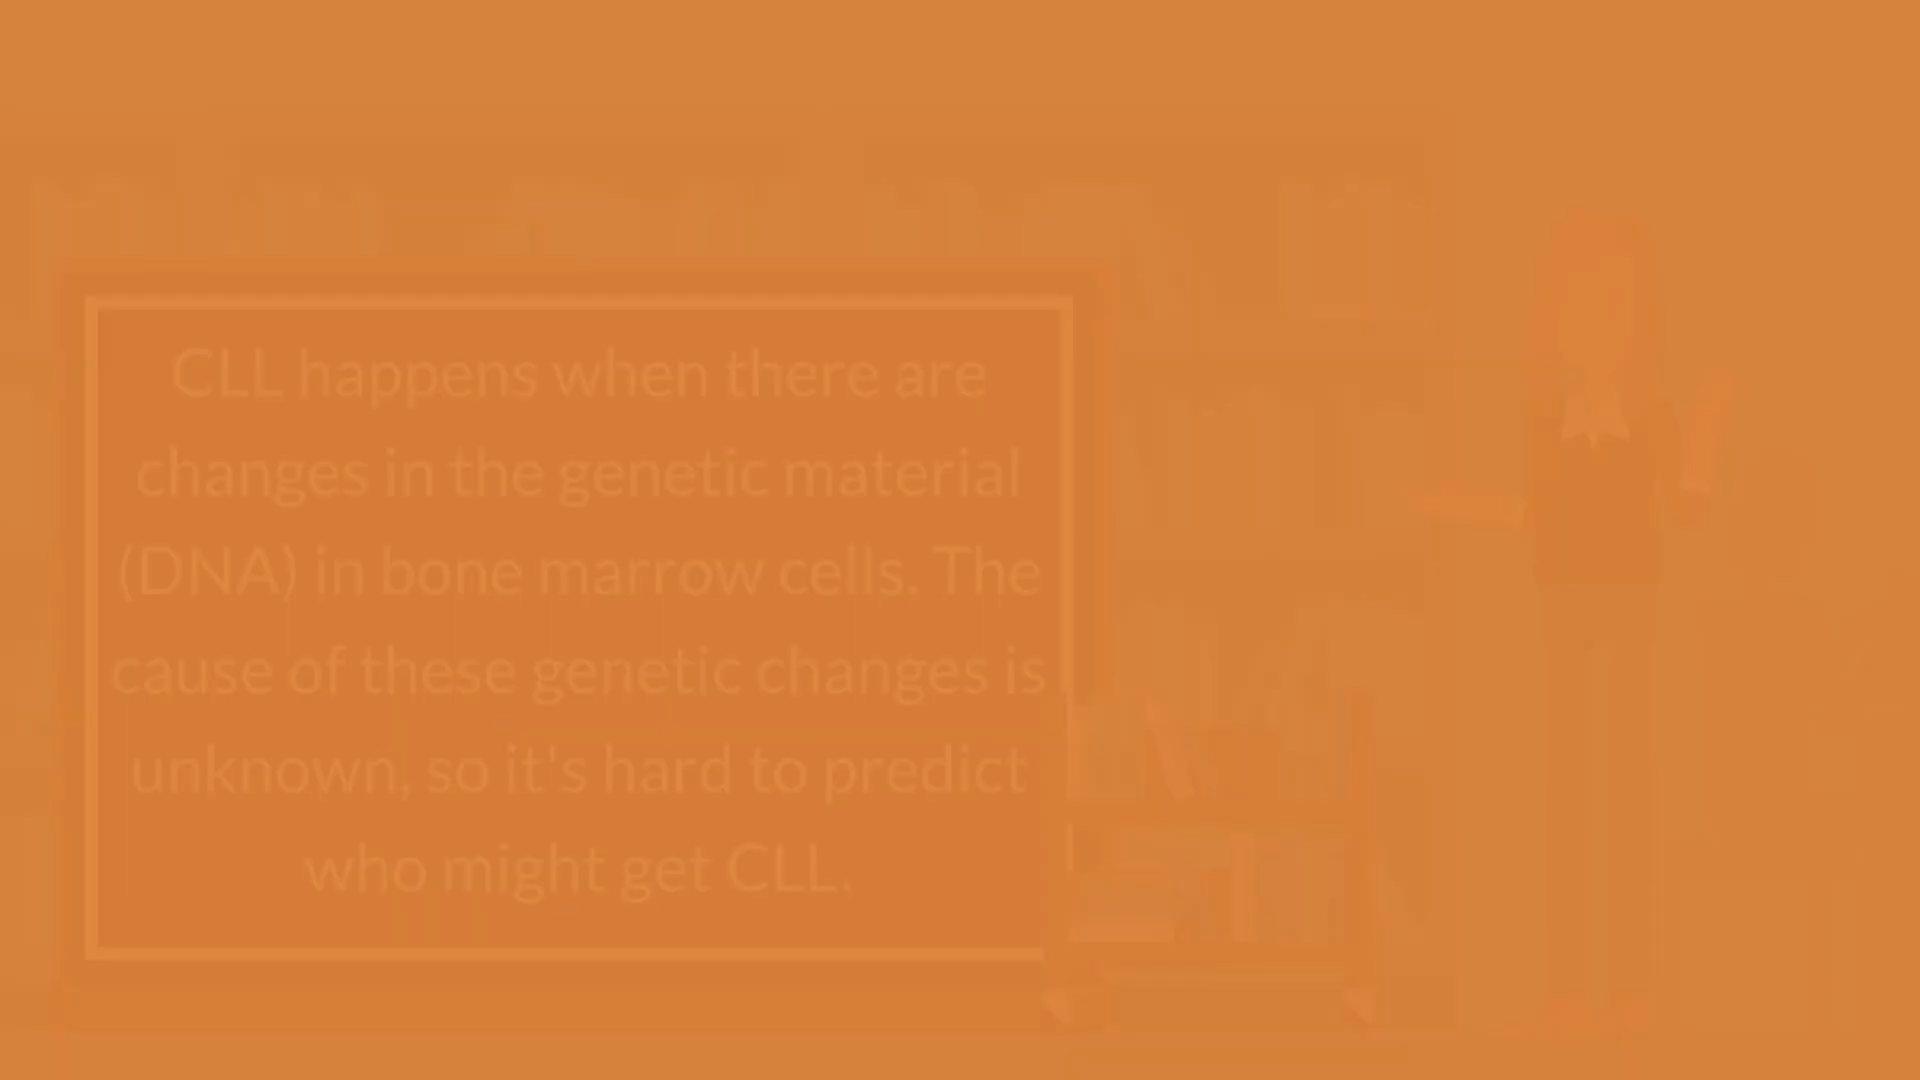 CLL happens when there are
changes in the genetic material
(DNA) in bone marrow cells. The
cause of these genetic changes is
unknown, so it's hard to predict
who might get CLL.